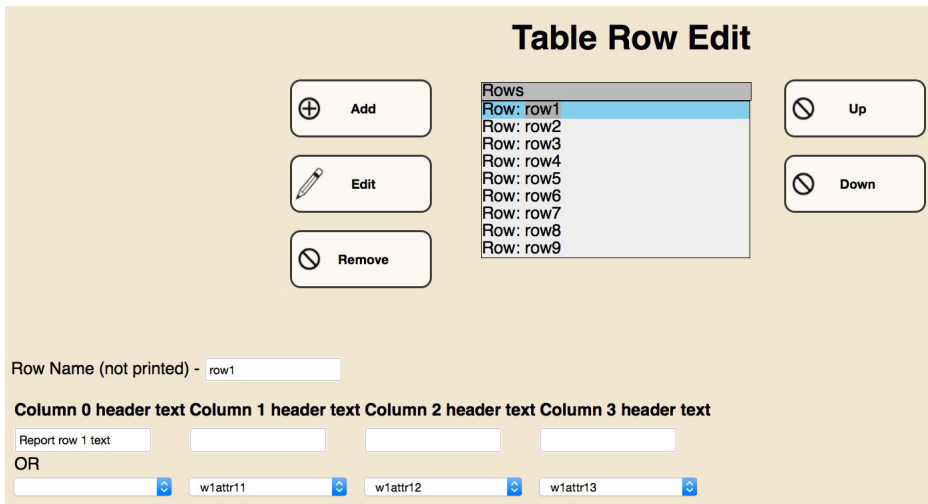 Table Row Edit
Add
Edit
Remove
Rows
Row: row1
Row: row2
Row: row3
Row: row4
Row: row5
Row: row6
Row: row7
Row: row8
Row: row9
Up
Down
Row Name (not printed) - row1
Column 0 header text Column 1 header text Column 2 header text Column 3 header text
Report row 1 text
OR
w1attr11 w1attr12 w1attr13